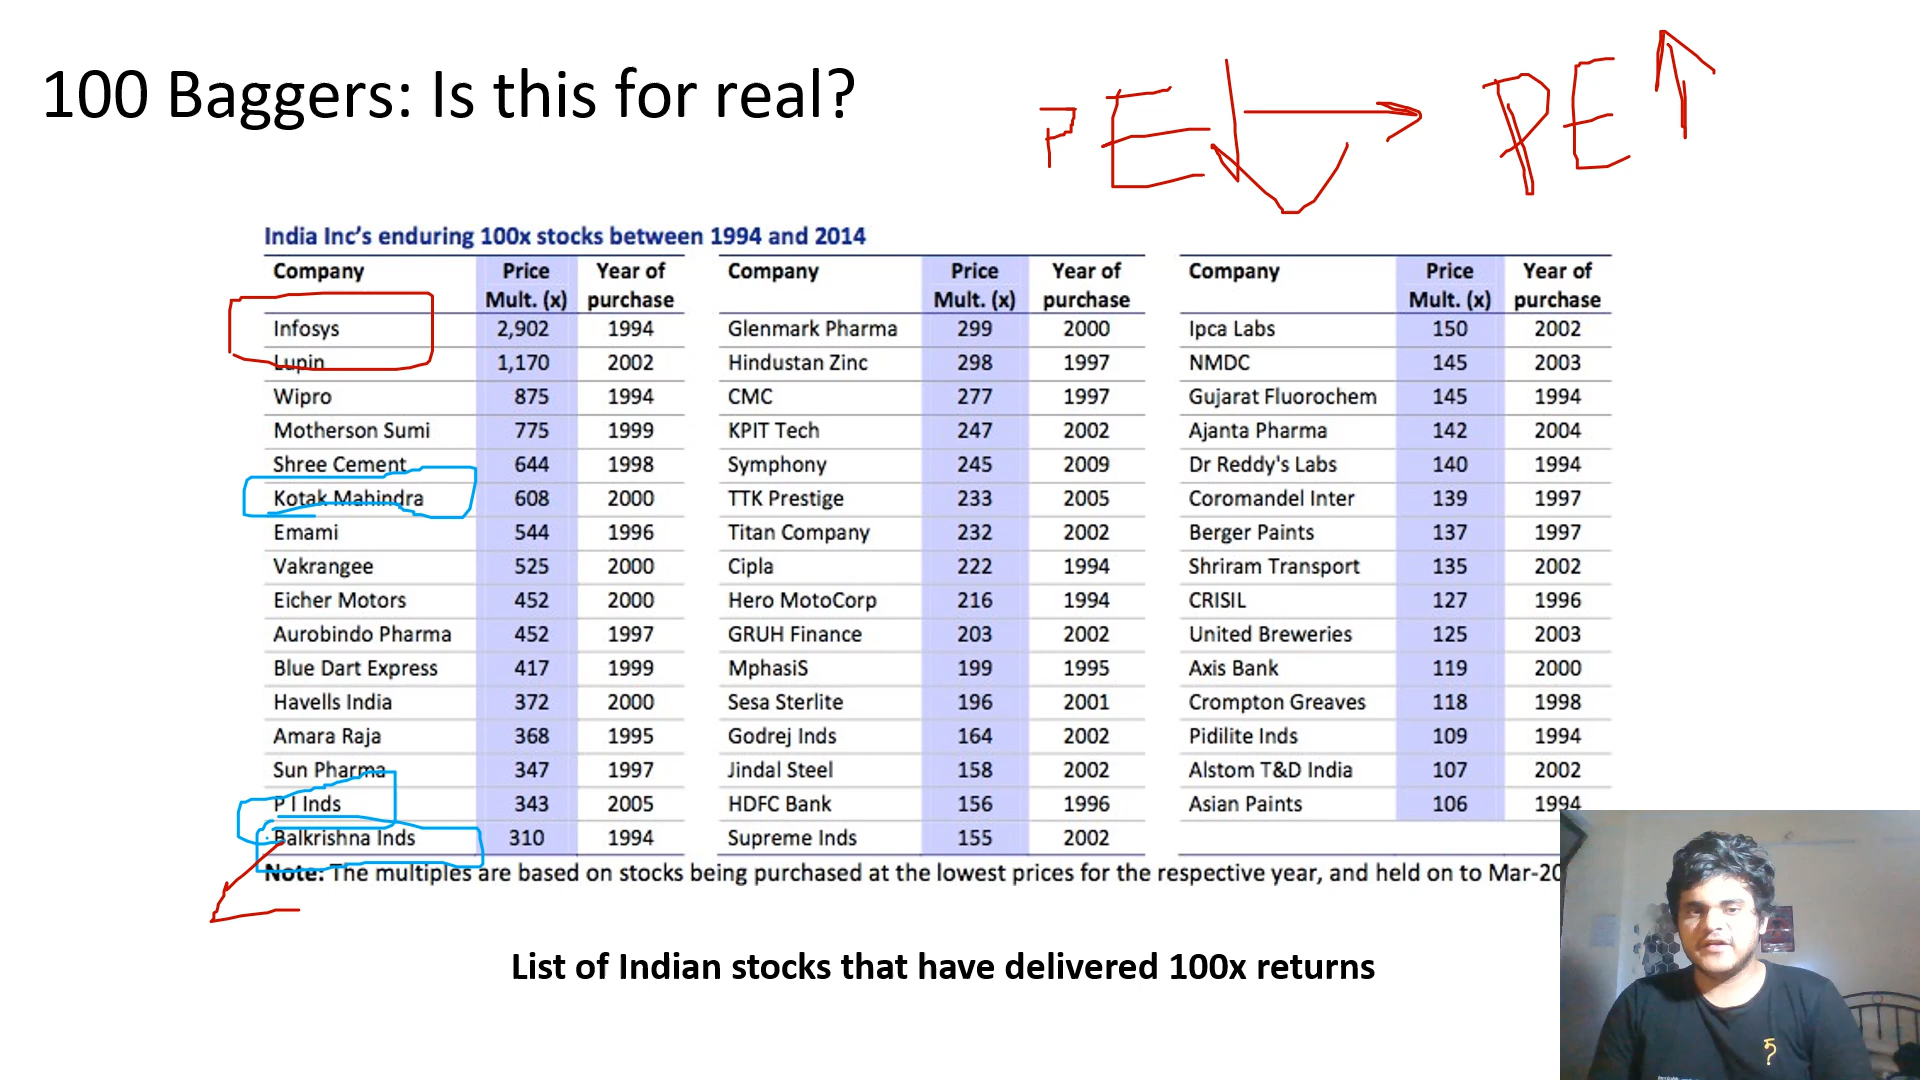 100 Baggers: Is this for real?
PE → PE
India Inc’s enduring 100x stocks between 1994 and 2014
Company Price Mult. (x) Year of purchase Company Price Mult. (x) Year of purchase Company Price Mult. (x) Year of purchase
Infosys 2,902 1994 Glenmark Pharma 299 2000 Ipca Labs 150 2002
Lupin 1,170 2002 Hindustan Zinc 298 1997 NMDC 145 2003
Wipro 875 1994 CMC 277 1997 Gujarat Fluorochem 145 1994
Motherson Sumi 775 1999 KPIT Tech 247 2002 Ajanta Pharma 142 2004
Shree Cement 644 1998 Symphony 245 2009 Dr Reddy's Labs 140 1994
Kotak Mahindra 608 2000 TTK Prestige 233 2005 Coromandel Inter 139 1997
Emami 544 1996 Titan Company 232 2002 Berger Paints 137 1997
Vakrangee 525 2000 Cipla 222 1994 Shriram Transport 135 2002
Eicher Motors 452 2000 Hero MotoCorp 216 1994 CRISIL 127 1996
Aurobindo Pharma 452 1997 GRUH Finance 203 2002 United Breweries 125 2003
Blue Dart Express 417 1999 MphasiS 199 1995 Axis Bank 119 2000
Havells India 372 2000 Sesa Sterlite 196 2001 Crompton Greaves 118 1998
Amara Raja 368 1995 Godrej Inds 164 2002 Pidilite Inds 109 1994
Sun Pharma 347 1997 Jindal Steel 158 2002 Alstom T&D India 107 2002
P I Inds 343 2005 HDFC Bank 156 1996 Asian Paints 106 1994
Balkrishna Inds 310 1994 Supreme Inds 155 2002
Note: The multiples are based on stocks being purchased at the lowest prices for the respective year, and held on to Mar-20
List of Indian stocks that have delivered 100x returns